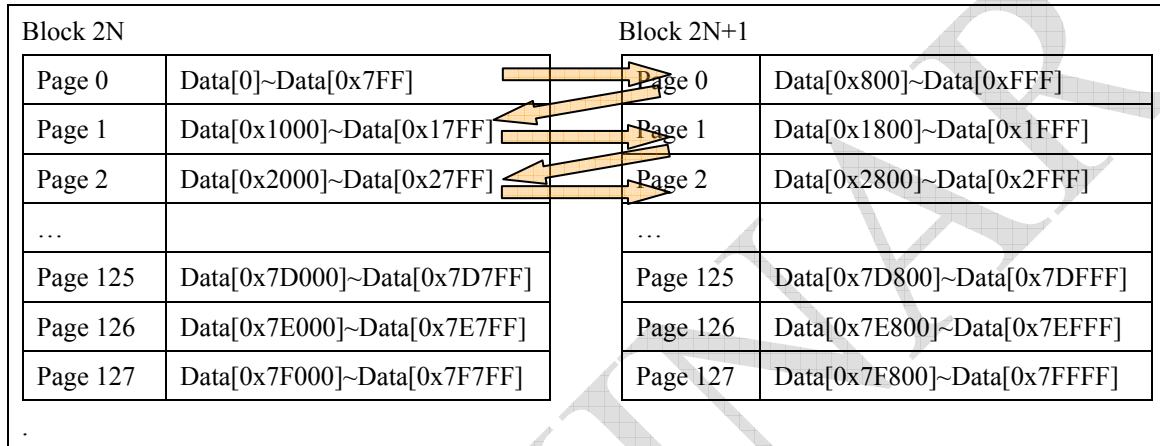 Block 2N Block 2N+1
Page 0 Data[0]~Data[0x7FF] Page 0 Data[0x800]~Data[0xFFF]
Page 1 Data[0x1000]~Data[0x17FF] Page 1 Data[0x1800]~Data[0x1FFF]
Page 2 Data[0x2000]~Data[0x27FF] Page 2 Data[0x2800]~Data[0x2FFF]
… …
Page 125 Data[0x7D000]~Data[0x7D7FF] Page 125 Data[0x7D800]~Data[0x7DFFF]
Page 126 Data[0x7E000]~Data[0x7E7FF] Page 126 Data[0x7E800]~Data[0x7EFFF]
Page 127 Data[0x7F000]~Data[0x7F7FF] Page 127 Data[0x7F800]~Data[0x7FFFF]
.
INAR